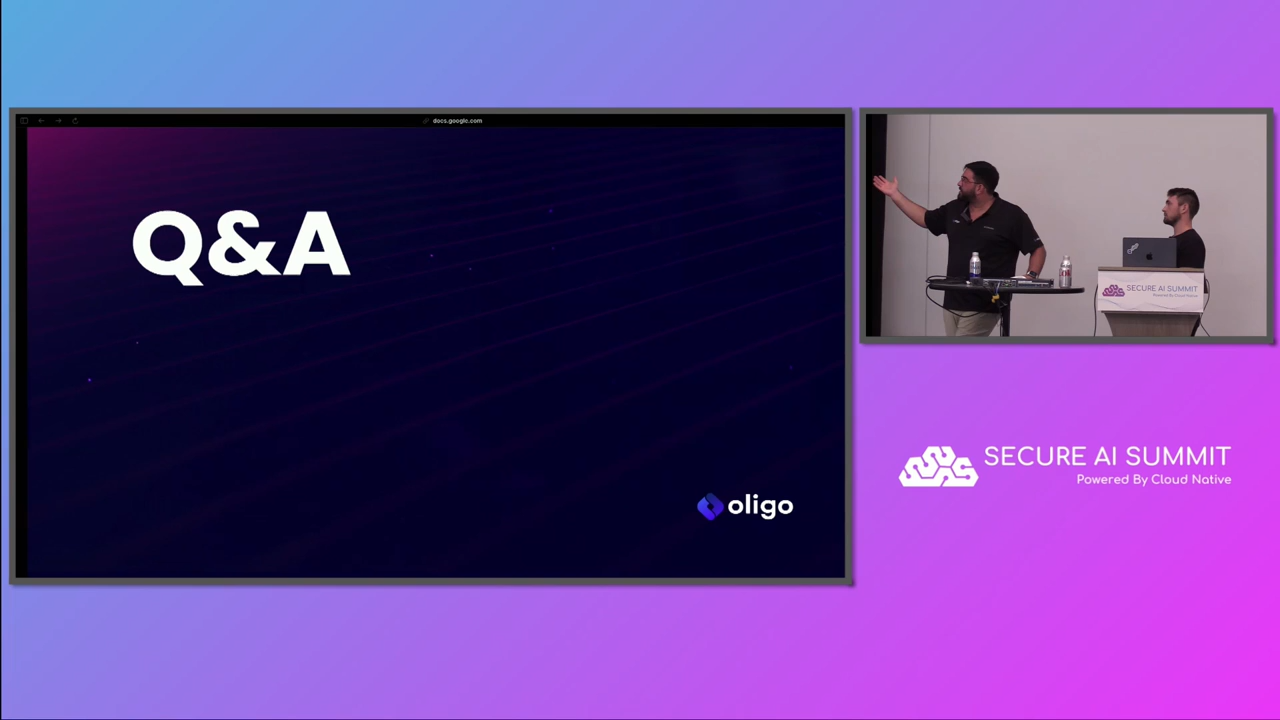 docs.google.com
Q&A
oligo
SECURE AI SUMMIT
Powered By Cloud Native
SECURE AI SUMMIT
Powered By Cloud Native